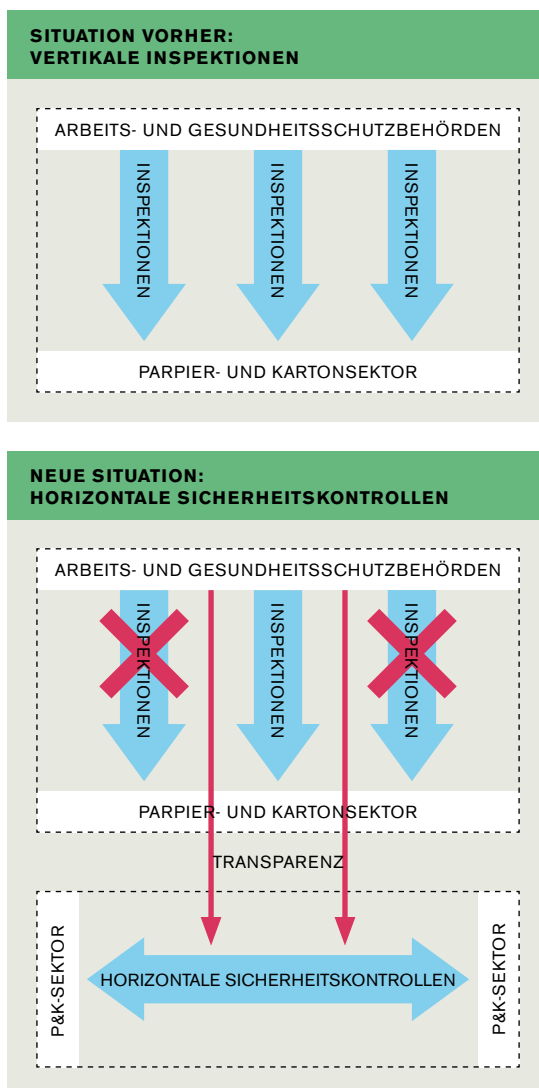 SITUATION VORHER:
VERTIKALE INSPEKTIONEN
ARBEITS- UND GESUNDHEITSSCHUTZBEHÖRDEN
INSPEKTIONEN
INSPEKTIONEN
INSPEKTIONEN
PARPIER- UND KARTONSEKTOR
NEUE SITUATION:
HORIZONTALE SICHERHEITSKONTROLLEN
ARBEITS- UND GESUNDHEITSSCHUTZBEHÖRDEN
INSPEKTIONEN
INSPEKTIONEN
INSPEKTIONEN
PARPIER- UND KARTONSEKTOR
TRANSPARENZ
P&K-SEKTOR
HORIZONTALE SICHERHEITSKONTROLLEN
P&K-SEKTOR